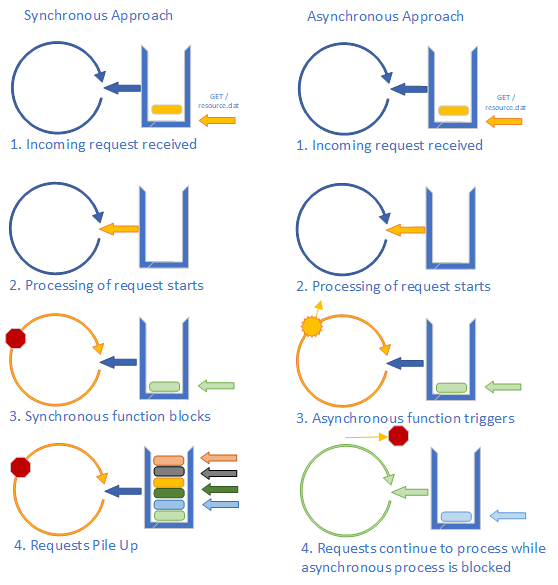 Synchronous Approach
Asynchronous Approach
GET /
resource.dat
GET /
resource.dat
1. Incoming request received
1. Incoming request received
2. Processing of request starts
2. Processing of request starts
3. Synchronous function blocks
3. Asynchronous function triggers
4. Requests Pile Up
4. Requests continue to process while
asynchronous process is blocked